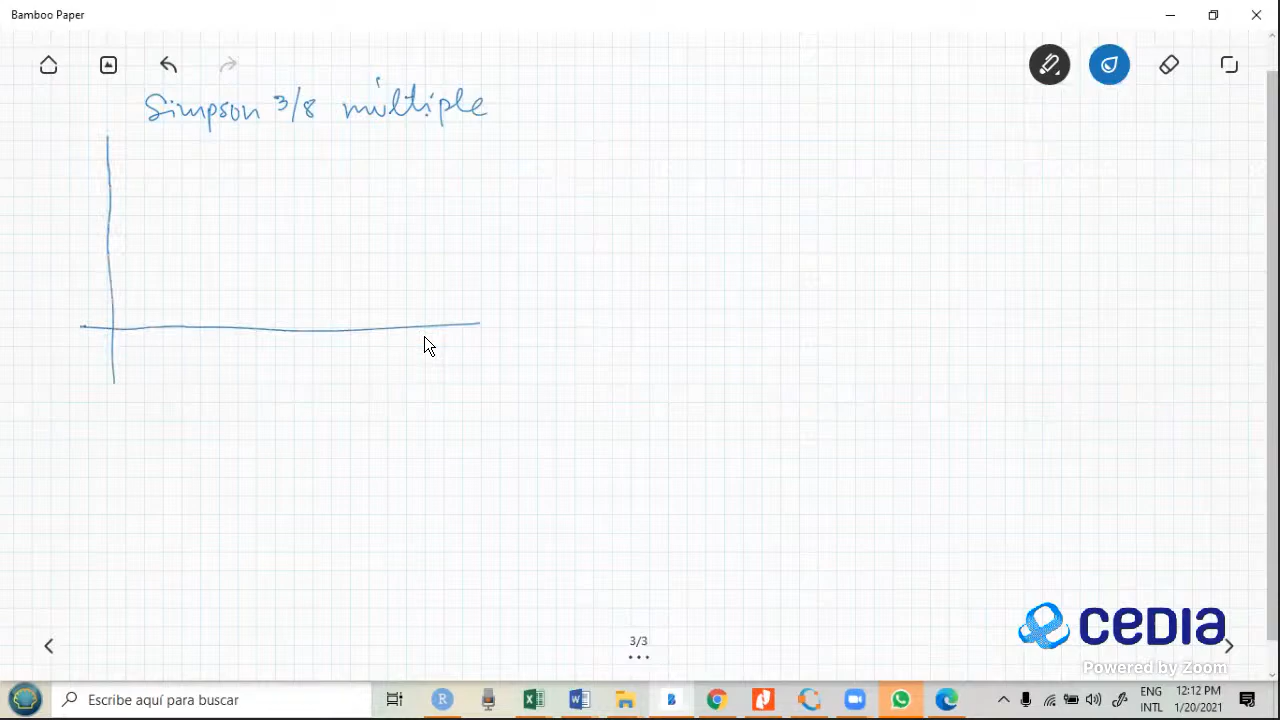 Bamboo Paper
Simpson 3/8 múltiple
3/3
cedia
Powered by Zoom
Escribe aquí para buscar
ENG
INTL
12:12 PM
1/20/2021